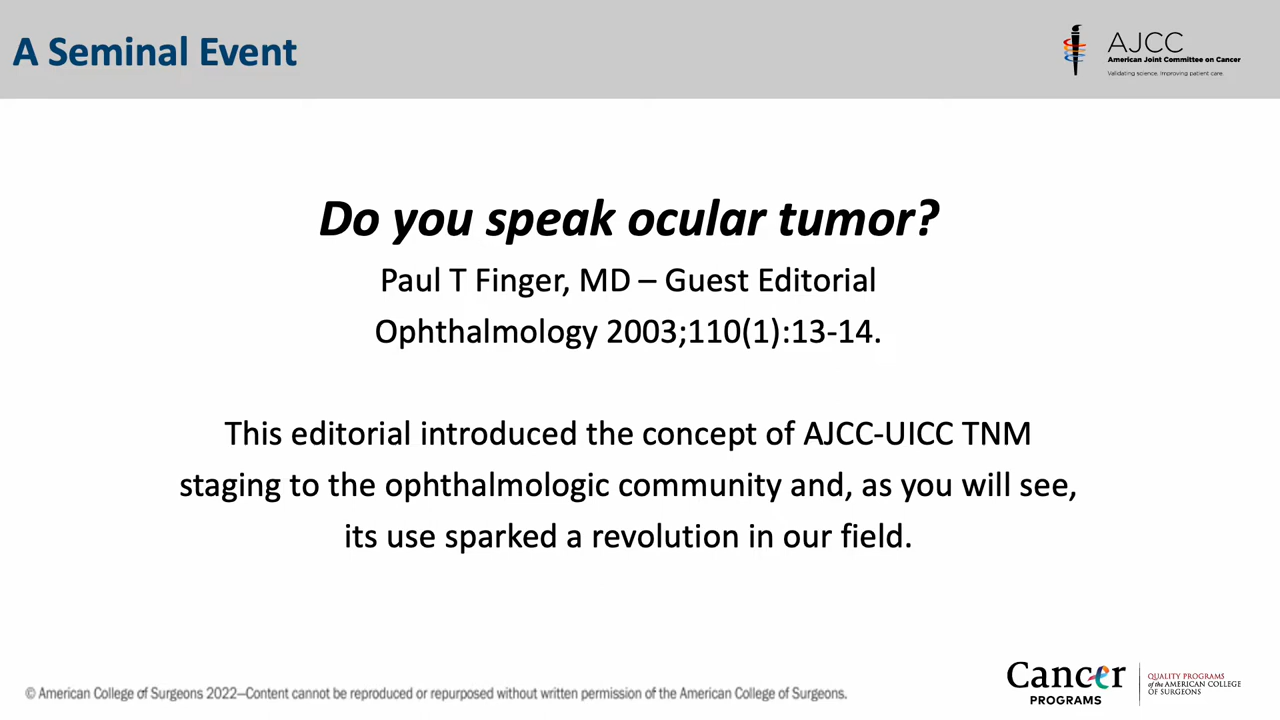 A Seminal Event
AJCC
American Joint Committee on Cancer
Validating science. Improving patient care.
Do you speak ocular tumor?
Paul T Finger, MD – Guest Editorial
Ophthalmology 2003;110(1):13-14.
This editorial introduced the concept of AJCC-UICC TNM
staging to the ophthalmologic community and, as you will see,
its use sparked a revolution in our field.
© American College of Surgeons 2022—Content cannot be reproduced or repurposed without written permission of the American College of Surgeons.
Cancer
PROGRAMS
QUALITY PROGRAMS
of the AMERICAN COLLEGE
OF SURGEONS